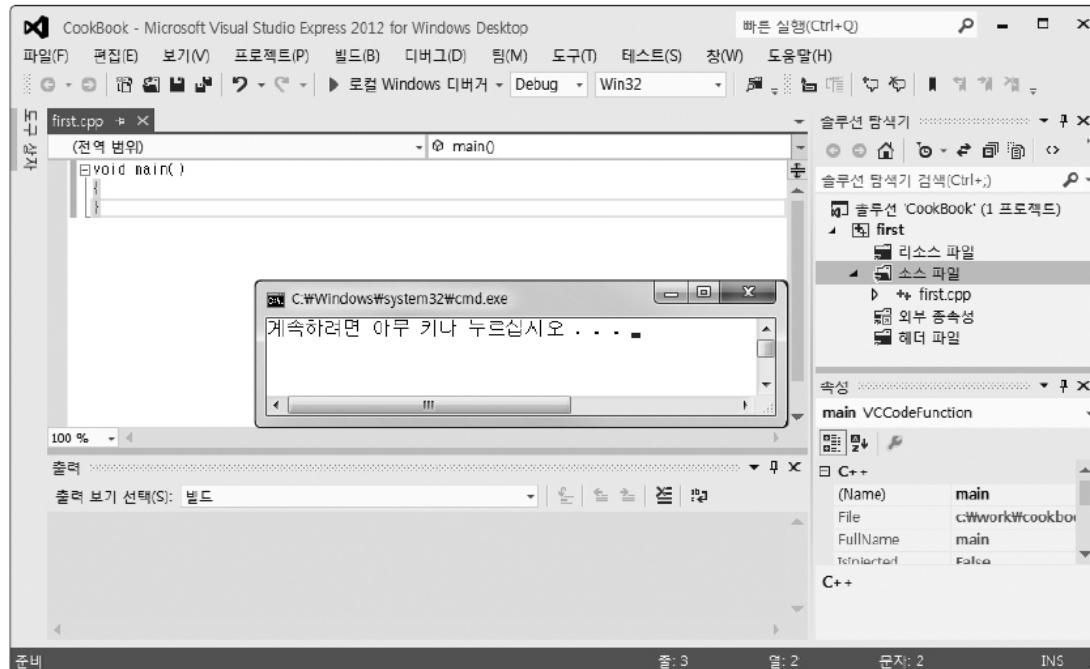 CookBook - Microsoft Visual Studio Express 2012 for Windows Desktop
빠른 실행(Ctrl+Q)
파일(F) 편집(E) 보기(V) 프로젝트(P) 빌드(B) 디버그(D) 팀(M) 도구(T) 테스트(S) 창(W) 도움말(H)
로컬 Windows 디버거 Debug Win32
도구 상자
first.cpp
(전역 범위) main()
void main()
{
}
C:₩Windows₩system32₩cmd.exe
계속하려면 아무 키나 누르십시오 . . .
100 %
출력
출력 보기 선택(S): 빌드
솔루션 탐색기
솔루션 탐색기 검색(Ctrl+;)
솔루션 'CookBook' (1 프로젝트)
first
리소스 파일
소스 파일
first.cpp
외부 종속성
헤더 파일
속성
main VCCodeFunction
C++
(Name) main
File c:₩work₩cookboo
FullName main
IsInjected False
C++
준비 줄: 3 열: 2 문자: 2 INS